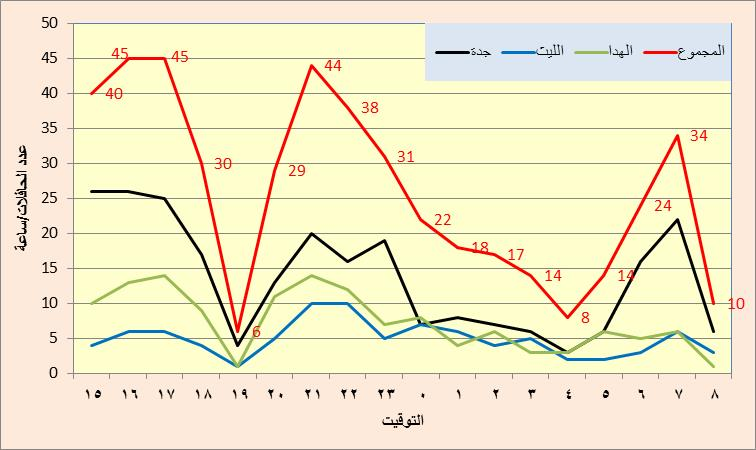 المجموع الهدا الليت جدة
عدد الحافلات/ساعة
50
45
40
35
30
25
20
15
10
5
0
40 45 45 30 6 29 44 38 31 22 18 17 14 8 14 24 34 10
١٥ ١٦ ١٧ ١٨ ١٩ ٢٠ ٢١ ٢٢ ٢٣ ٠ ١ ٢ ٣ ٤ ٥ ٦ ٧ ٨
التوقيت